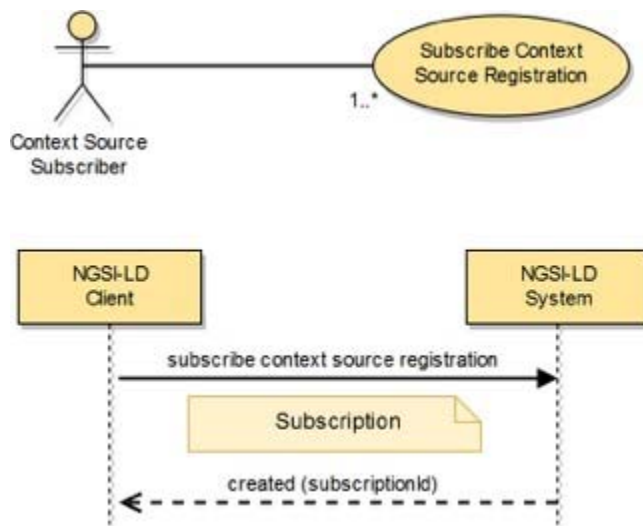 Subscribe Context
Source Registration
1..*
Context Source
Subscriber
NGSI-LD
Client
NGSI-LD
System
subscribe context source registration
Subscription
created (subscriptionId)